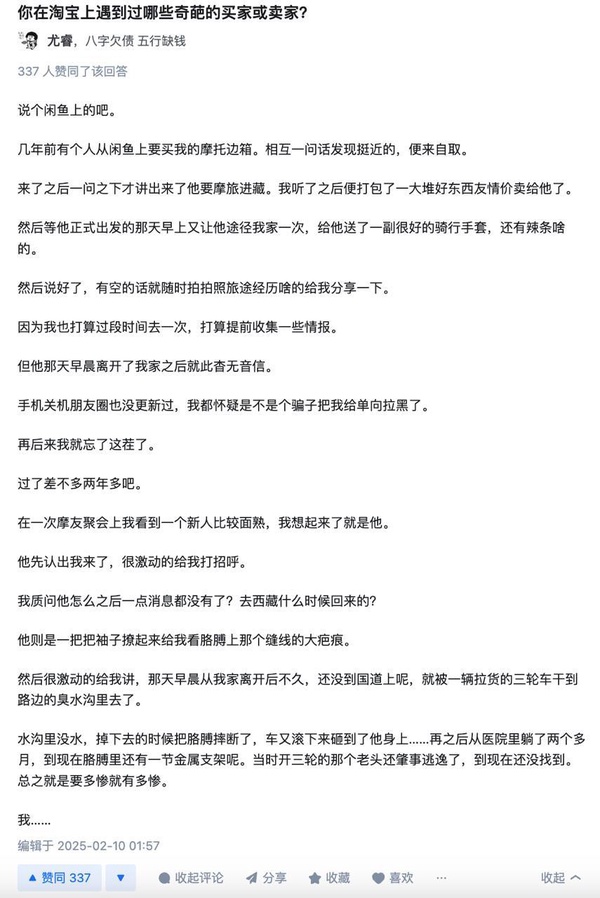 你在淘宝上遇到过哪些奇葩的买家或卖家？
尤睿，八字欠债 五行缺钱
337 人赞同了该回答
说个闲鱼上的吧。
几年前有个人从闲鱼上要买我的摩托边箱。相互一问话发现挺近的，便来自取。
来了之后一问之下才讲出来了他要摩旅进藏。我听了之后便打包了一大堆好东西友情价卖给他了。
然后等他正式出发的那天早上又让他途径我家一次，给他送了一副很好的骑行手套，还有辣条啥
的。
然后说好了，有空的话就随时拍拍照旅途经历啥的给我分享一下。
因为我也打算过段时间去一次，打算提前收集一些情报。
但他那天早晨离开了我家之后就此杳无音信。
手机关机朋友圈也没更新过，我都怀疑是不是个骗子把我给单向拉黑了。
再后来我就忘了这茬了。
过了差不多两年多吧。
在一次摩友聚会上我看到一个新人比较面熟，我想起来了就是他。
他先认出我来了，很激动的给我打招呼。
我质问他怎么之后一点消息都没有了？去西藏什么时候回来的？
他则是一把把袖子撩起来给我看胳膊上那个缝线的大疤痕。
然后很激动的给我讲，那天早晨从我家离开后不久，还没到国道上呢，就被一辆拉货的三轮车干到
路边的臭水沟里去了。
水沟里没水，掉下去的时候把胳膊摔断了，车又滚下来砸到了他身上......再之后从医院里躺了两个多
月，到现在胳膊里还有一节金属支架呢。当时开三轮的那个老头还肇事逃逸了，到现在还没找到。
总之就是要多惨就有多惨。
我......
编辑于 2025-02-10 01:57
赞同 337 收起评论 分享 收藏 喜欢 ··· 收起